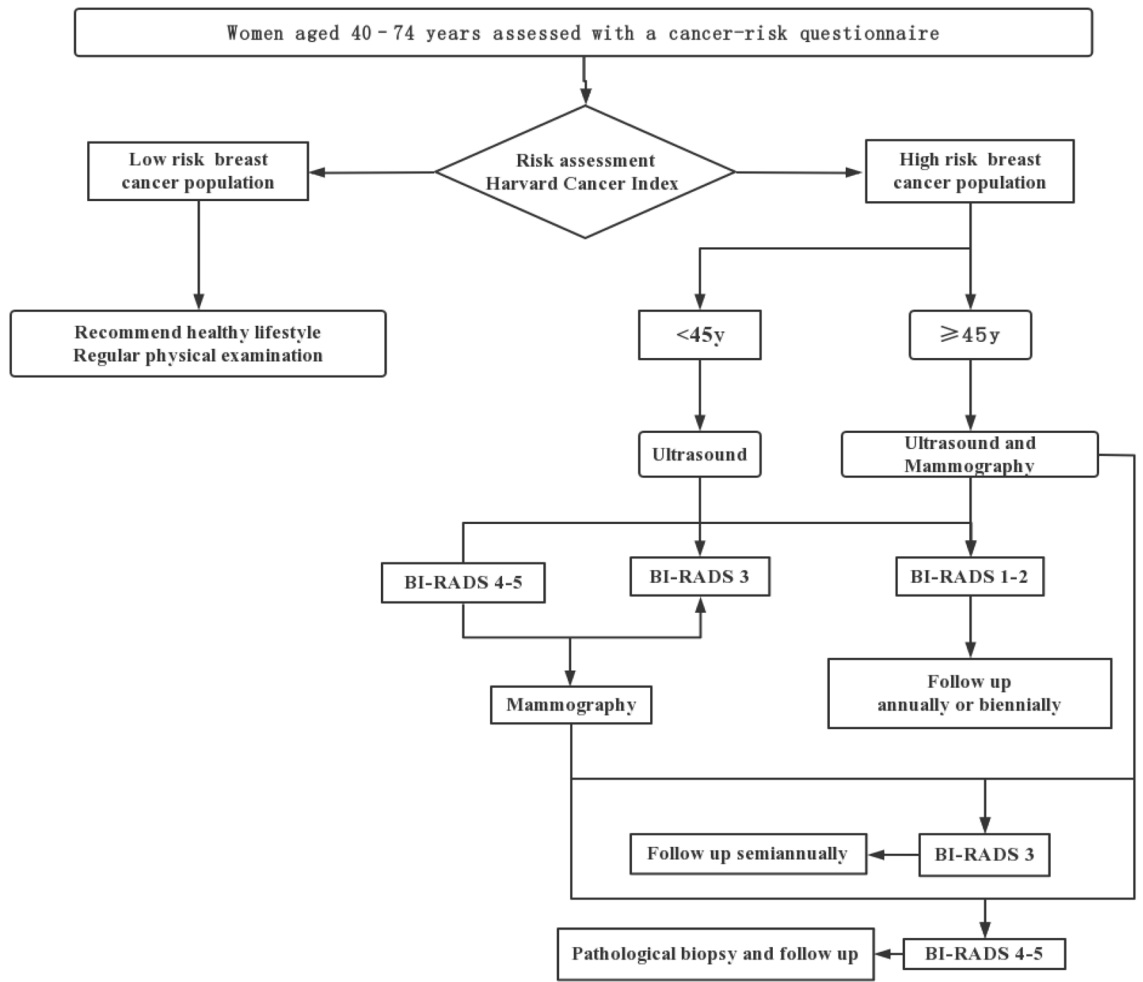 Women aged 40–74 years assessed with a cancer-risk questionnaire
Risk assessment
Harvard Cancer Index
Low risk breast
cancer population
High risk breast
cancer population
Recommend healthy lifestyle
Regular physical examination
<45y
≥45y
Ultrasound
Ultrasound and
Mammography
BI-RADS 4-5
BI-RADS 3
BI-RADS 1-2
Mammography
Follow up
annually or biennially
Follow up semiannually
BI-RADS 3
Pathological biopsy and follow up
BI-RADS 4-5